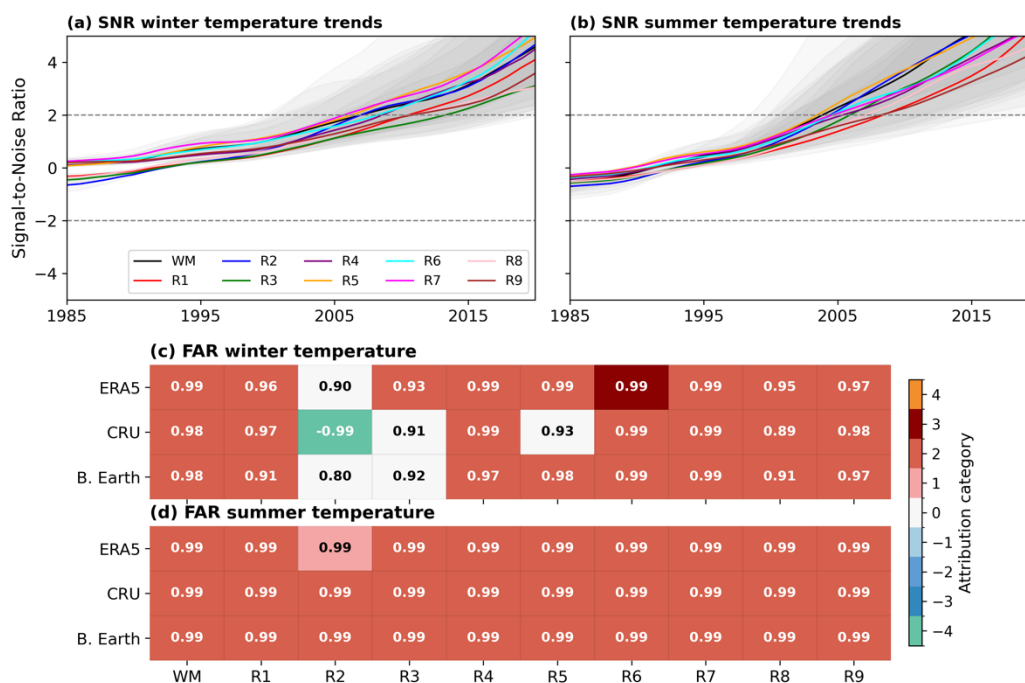 (a) SNR winter temperature trends
(b) SNR summer temperature trends
Signal-to-Noise Ratio
4
2
0
−2
−4
WM R2 R4 R6 R8
R1 R3 R5 R7 R9
1985 1995 2005 2015
1985 1995 2005 2015
(c) FAR winter temperature
ERA5 0.99 0.96 0.90 0.93 0.99 0.99 0.99 0.99 0.95 0.97
CRU 0.98 0.97 -0.99 0.91 0.99 0.93 0.99 0.99 0.89 0.98
B. Earth 0.98 0.91 0.80 0.92 0.97 0.98 0.99 0.99 0.91 0.97
(d) FAR summer temperature
ERA5 0.99 0.99 0.99 0.99 0.99 0.99 0.99 0.99 0.99 0.99
CRU 0.99 0.99 0.99 0.99 0.99 0.99 0.99 0.99 0.99 0.99
B. Earth 0.99 0.99 0.99 0.99 0.99 0.99 0.99 0.99 0.99 0.99
WM R1 R2 R3 R4 R5 R6 R7 R8 R9
4
3
2
1
0
−1
−2
−3
−4
Attribution category